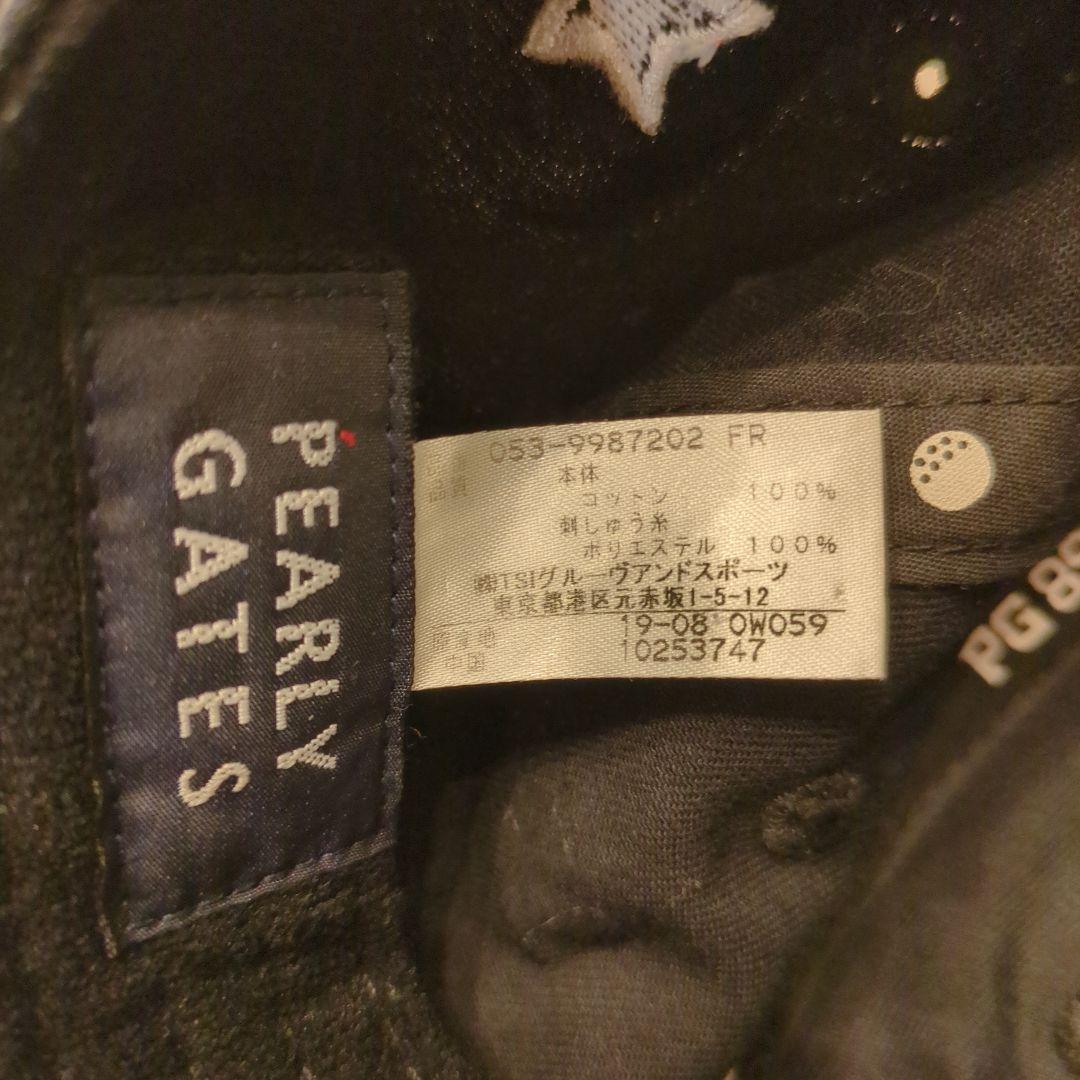 PEARLY
GATES
053-9987202 FR
品質
本体
コットン 100%
刺しゅう糸
ポリエステル 100%
㈱TSIグルーヴアンドスポーツ
東京都港区元赤坂1-5-12
19-08 0W059
中国 10253747
PG 89